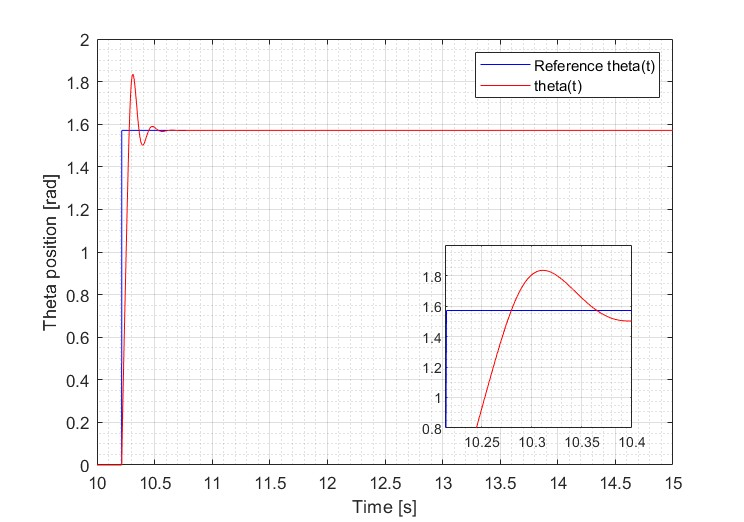 2
1.8
1.6
1.4
1.2
1
0.8
0.6
0.4
0.2
0
Theta position [rad]
Reference theta(t)
theta(t)
1.8
1.6
1.4
1.2
1
0.8
10.25 10.3 10.35 10.4
10 10.5 11 11.5 12 12.5 13 13.5 14 14.5 15
Time [s]